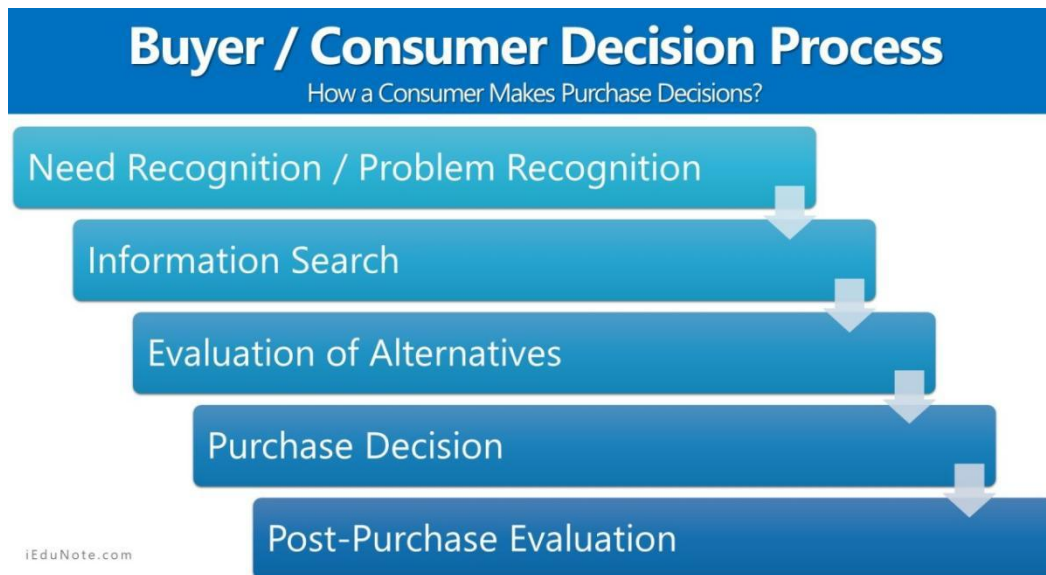 Buyer / Consumer Decision Process
How a Consumer Makes Purchase Decisions?
Need Recognition / Problem Recognition
Information Search
Evaluation of Alternatives
Purchase Decision
Post-Purchase Evaluation
iEduNote.com